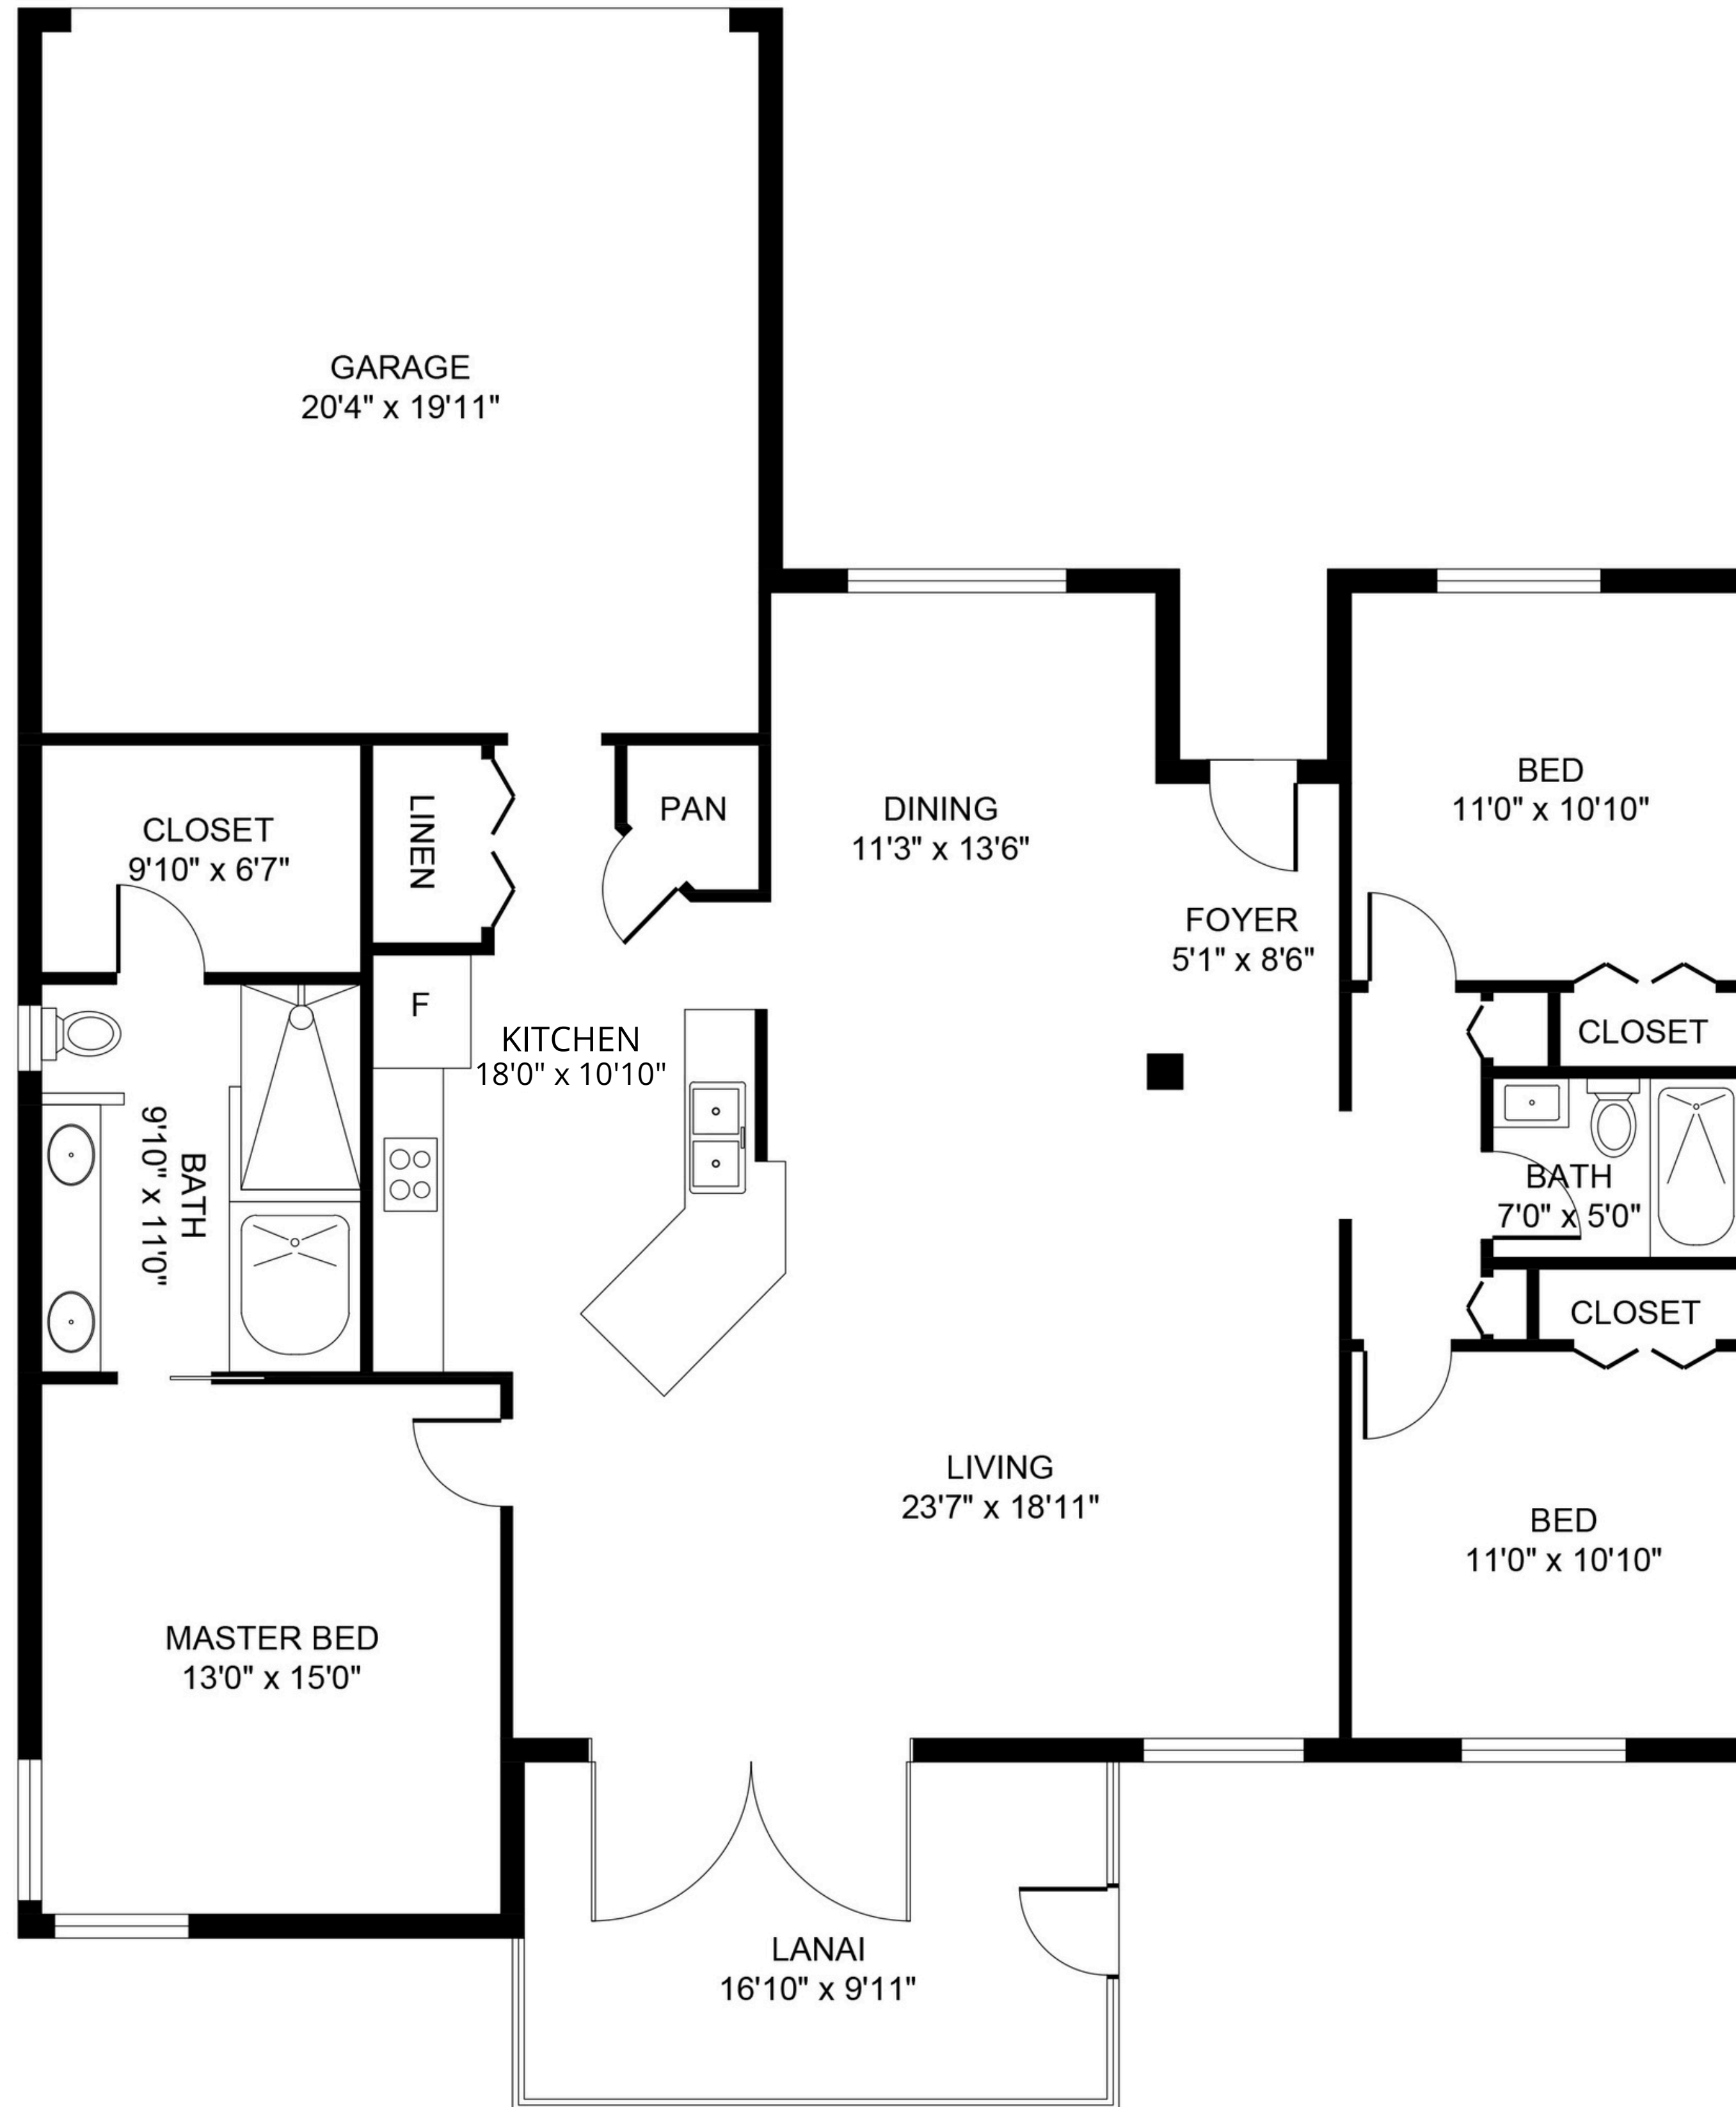 GARAGE
20'4" x 19'11"
CLOSET
9'10" x 6'7"
LINEN
PAN
DINING
11'3" x 13'6"
FOYER
5'1" x 8'6"
BED
11'0" x 10'10"
F
KITCHEN
18'0" x 10'10"
CLOSET
BATH
9'10" x 11'0"
BATH
7'0" x 5'0"
CLOSET
LIVING
23'7" x 18'11"
BED
11'0" x 10'10"
MASTER BED
13'0" x 15'0"
LANAI
16'10" x 9'11"